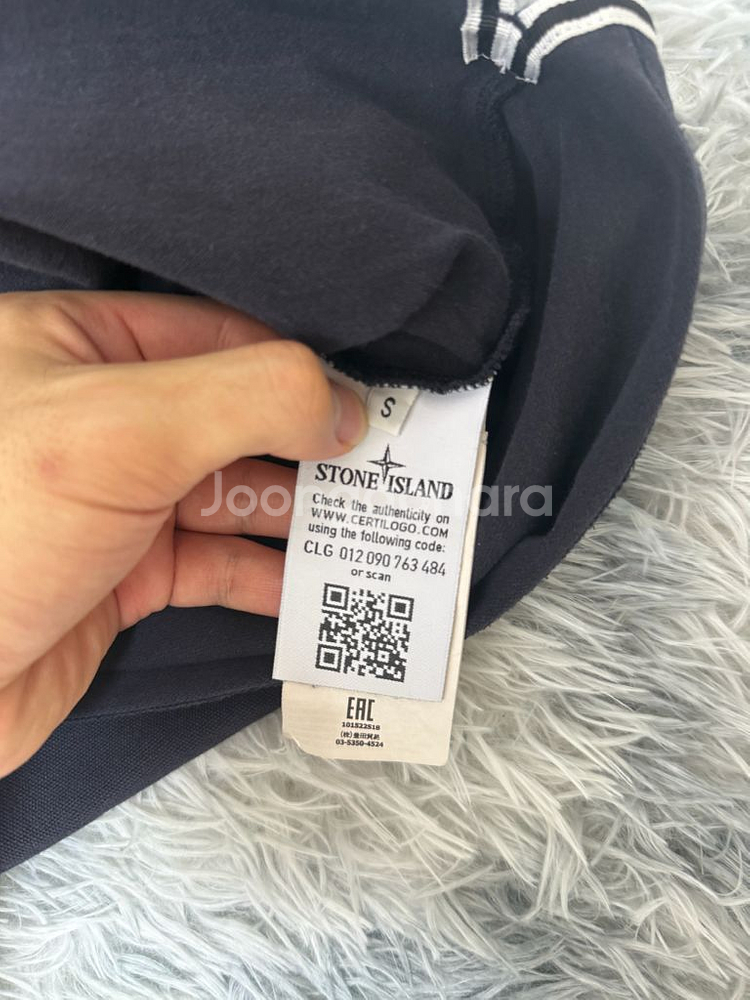 S
STONE ISLAND
Check the authenticity on
WWW.CERTILOGO.COM
using the following code:
CLG 012 090 763 484
or scan
EAC
101522518
03-5350-4524